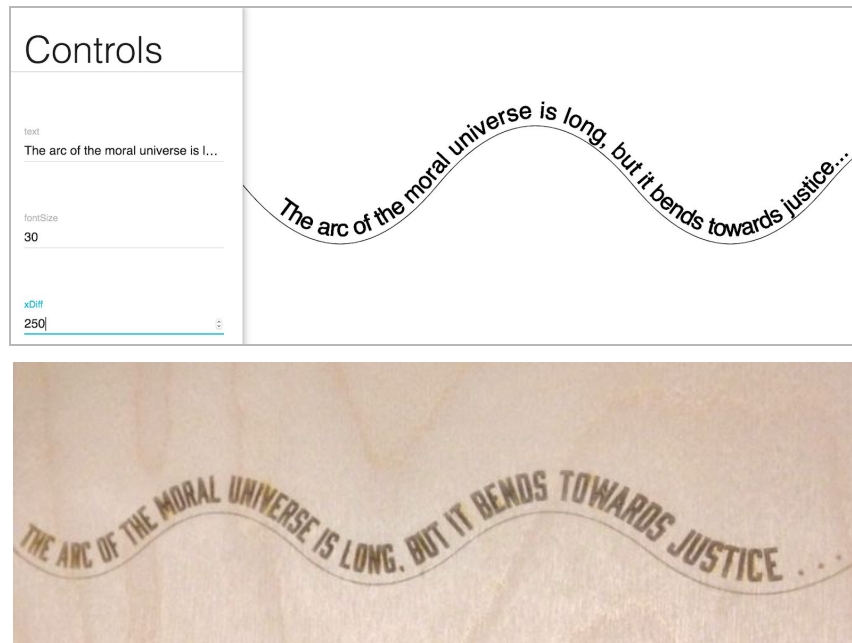 Controls
text
The arc of the moral universe is l...
fontSize
30
xDiff
250
The arc of the moral universe is long, but it bends towards justice...
THE ARC OF THE MORAL UNIVERSE IS LONG, BUT IT BENDS TOWARDS JUSTICE . . .